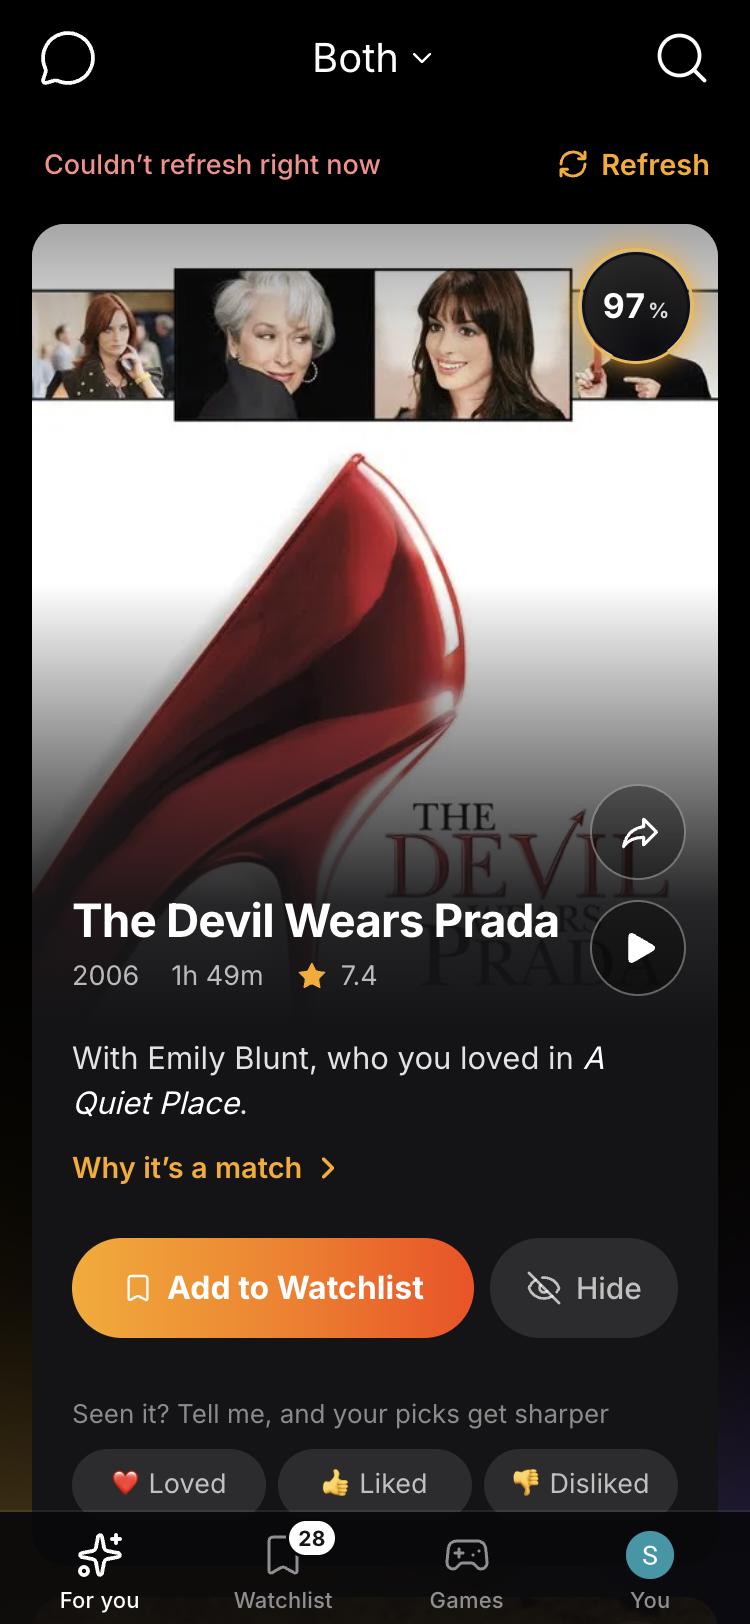 Both
Couldn’t refresh right now
Refresh
97%
THE
DEVIL
WEARS
PRADA
The Devil Wears Prada
2006 1h 49m 7.4
With Emily Blunt, who you loved in A
Quiet Place.
Why it’s a match
Add to Watchlist
Hide
Seen it? Tell me, and your picks get sharper
Loved
Liked
Disliked
28
For you
Watchlist
Games
S
You